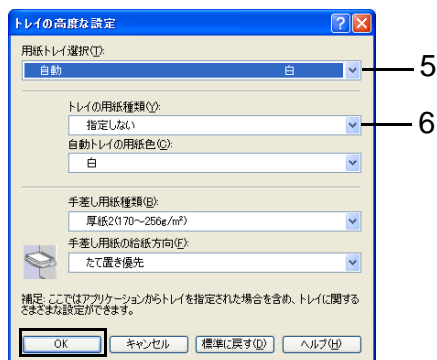 トレイの高度な設定
用紙トレイ選択(T):
自動 白
5
トレイの用紙種類(Y):
指定しない
6
自動トレイの用紙色(C):
白
手差し用紙種類(B):
厚紙2(170～256g/m²)
手差し用紙の給紙方向(F):
たて置き優先
補足: ここではアプリケーションからトレイを指定された場合を含め、トレイに関する
さまざまな設定ができます。
OK キャンセル 標準に戻す(D) ヘルプ(H)